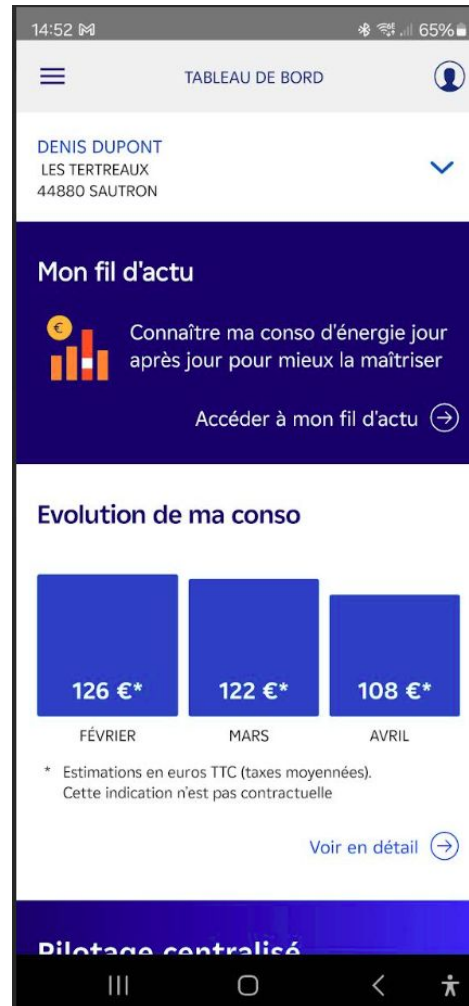 14:52 65%
TABLEAU DE BORD
DENIS DUPONT
LES TERTREAUX
44880 SAUTRON
Mon fil d'actu
€
Connaître ma conso d'énergie jour
après jour pour mieux la maîtriser
Accéder à mon fil d'actu
Evolution de ma conso
126 €* 122 €* 108 €*
FÉVRIER MARS AVRIL
* Estimations en euros TTC (taxes moyennées).
Cette indication n'est pas contractuelle
Voir en détail
Pilotage centralisé